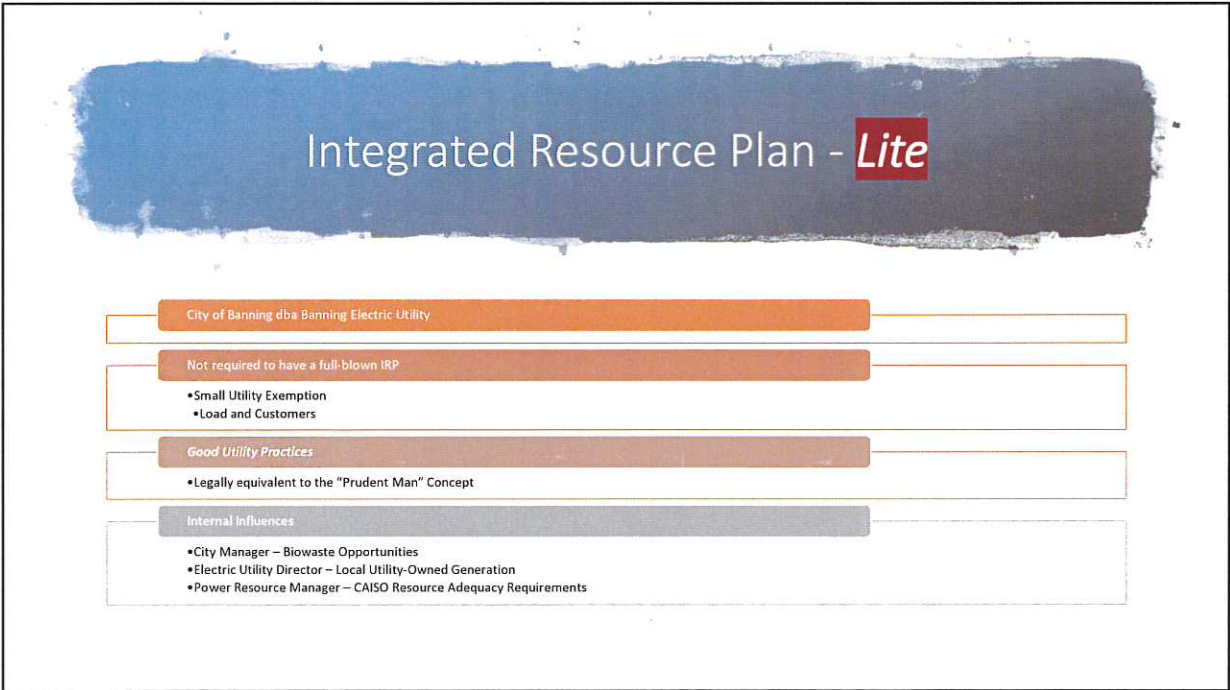 Integrated Resource Plan - Lite
City of Banning dba Banning Electric Utility
Not required to have a full-blown IRP
•Small Utility Exemption
•Load and Customers
Good Utility Practices
•Legally equivalent to the “Prudent Man” Concept
Internal Influences
•City Manager – Biowaste Opportunities
•Electric Utility Director – Local Utility-Owned Generation
•Power Resource Manager – CAISO Resource Adequacy Requirements